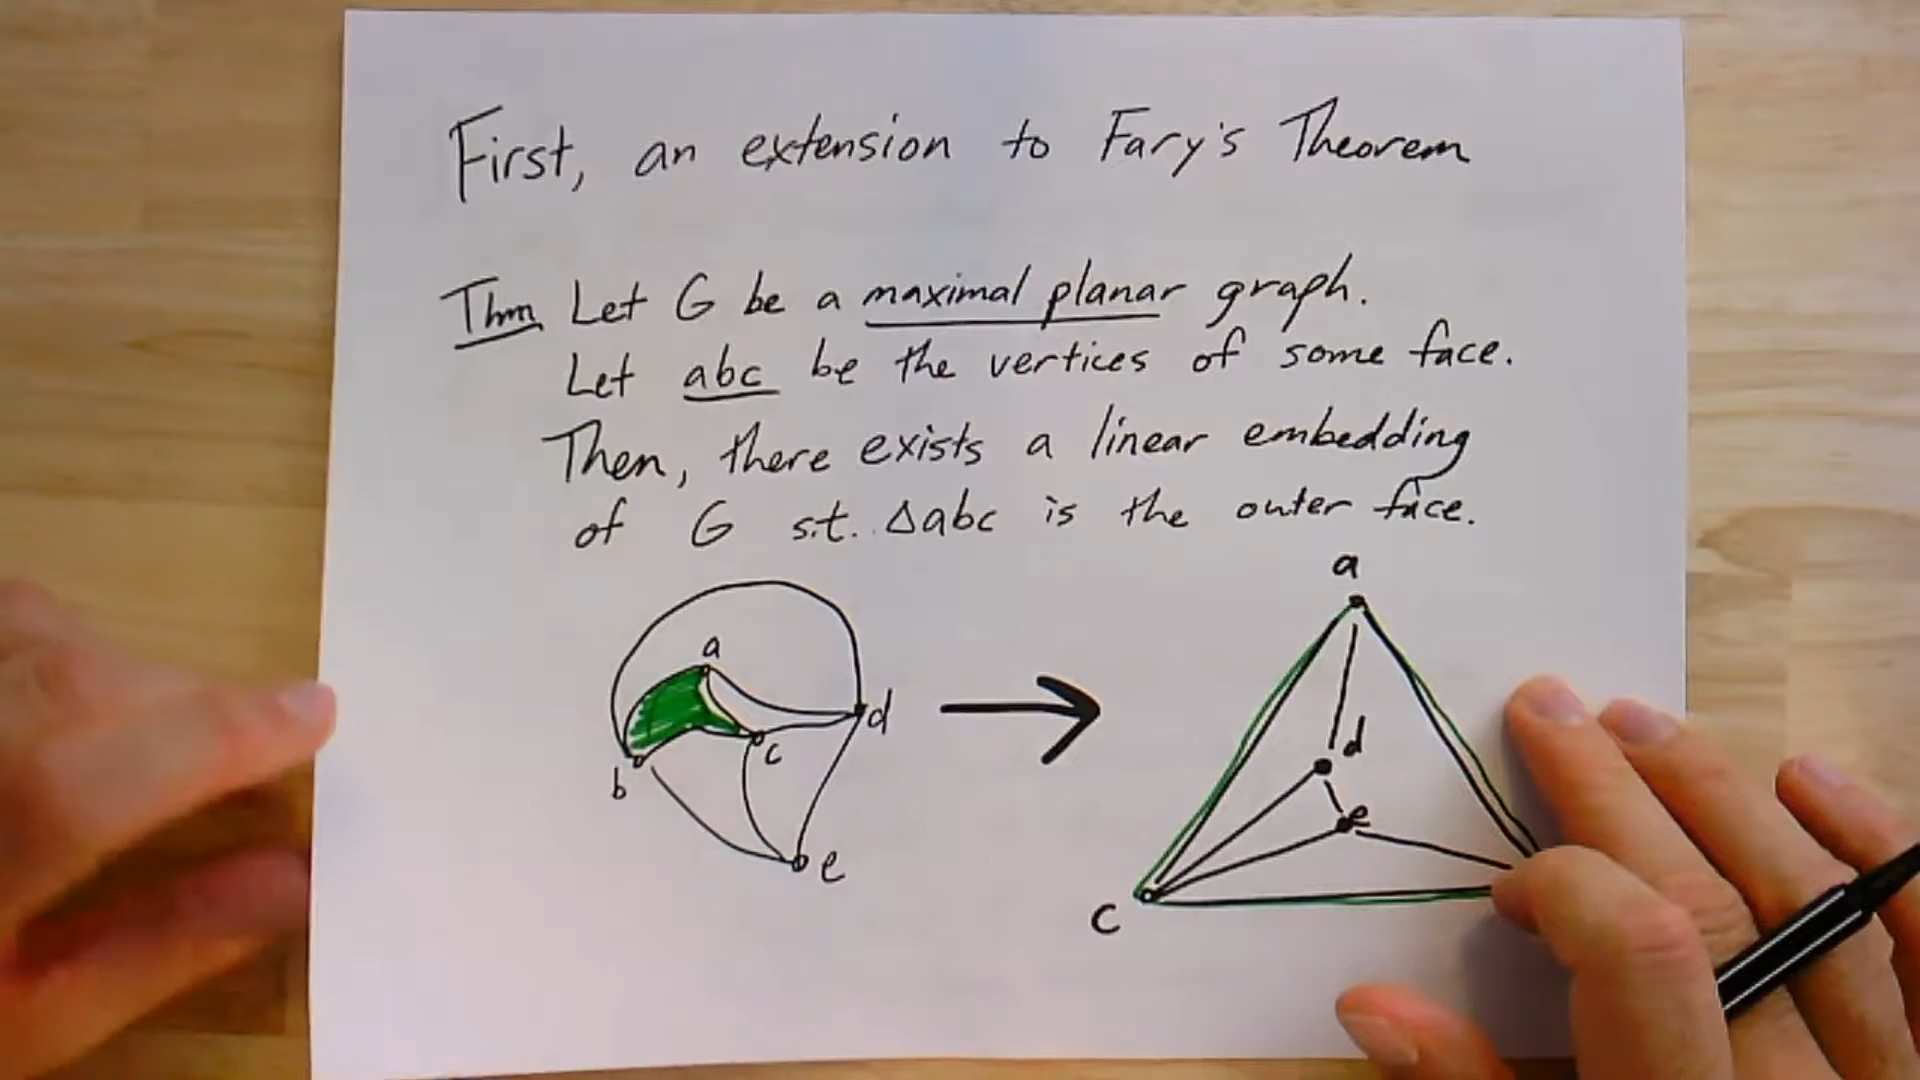 First, an extension to Fary's Theorem
Thm Let G be a maximal planar graph.
Let abc be the vertices of some face.
Then, there exists a linear embedding
of G s.t. Δabc is the outer face.
a
a
d
b
c
e
d
e
c